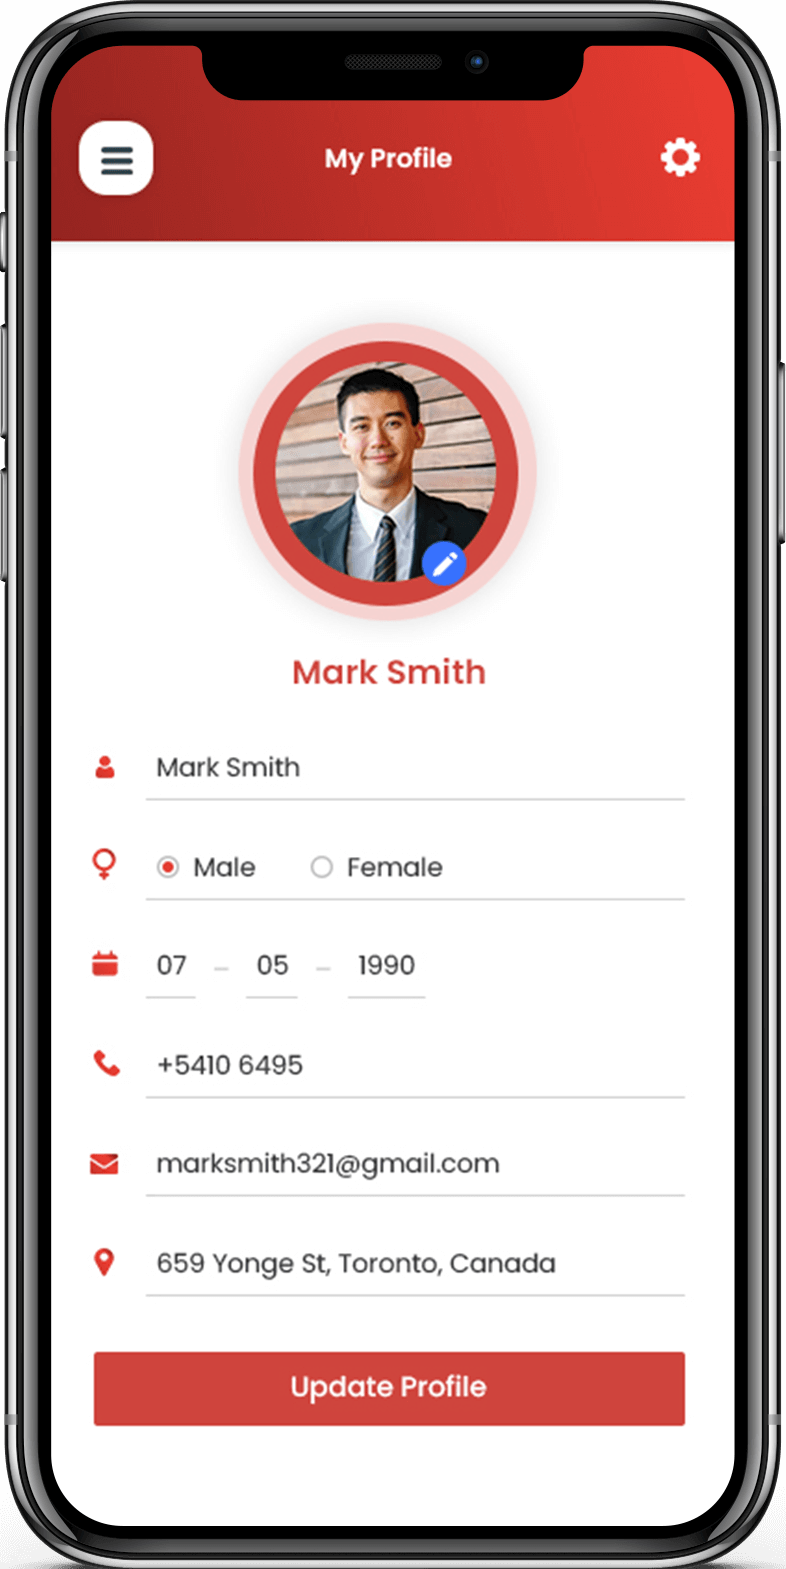 My Profile
Mark Smith
Mark Smith
Male Female
07 – 05 – 1990
+5410 6495
marksmith321@gmail.com
659 Yonge St, Toronto, Canada
Update Profile